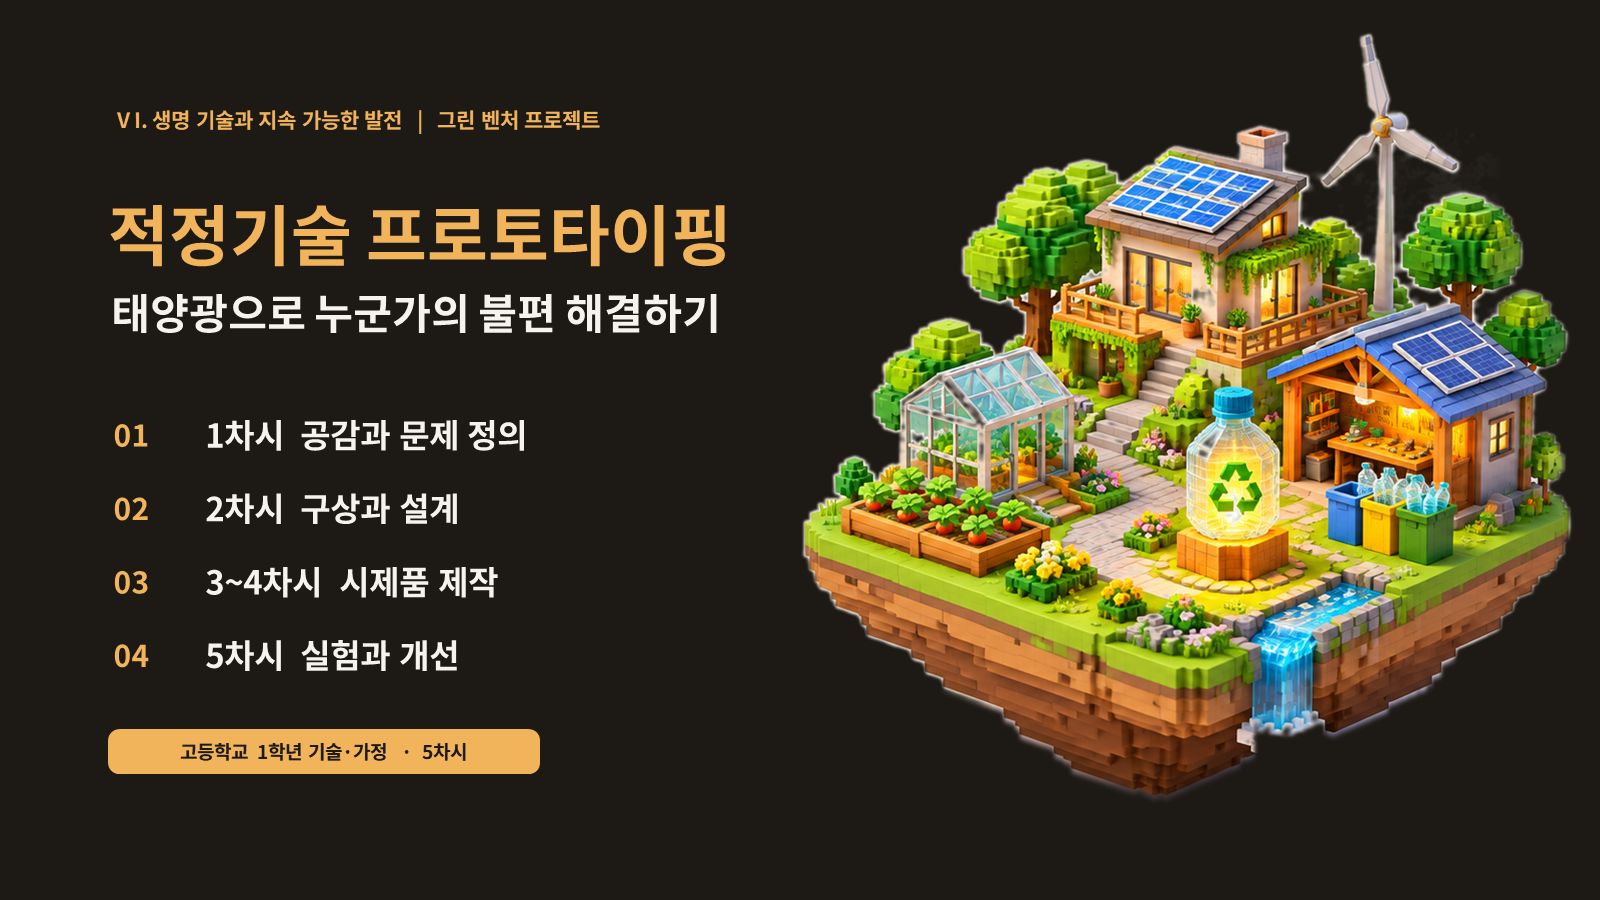 VI. 생명 기술과 지속 가능한 발전 | 그린 벤처 프로젝트
적정기술 프로토타이핑
태양광으로 누군가의 불편 해결하기
01 1차시 공감과 문제 정의
02 2차시 구상과 설계
03 3~4차시 시제품 제작
04 5차시 실험과 개선
고등학교 1학년 기술·가정 · 5차시